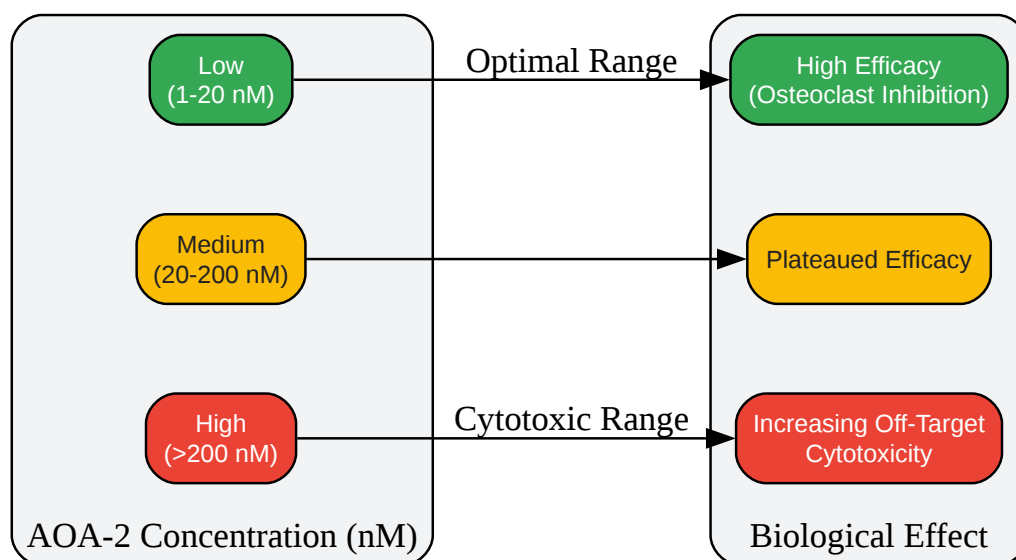 Low
(1-20 nM)
Optimal Range
High Efficacy
(Osteoclast Inhibition)
Medium
(20-200 nM)
Plateaued Efficacy
High
(>200 nM)
Cytotoxic Range
Increasing Off-Target
Cytotoxicity
AOA-2 Concentration (nM)
Biological Effect